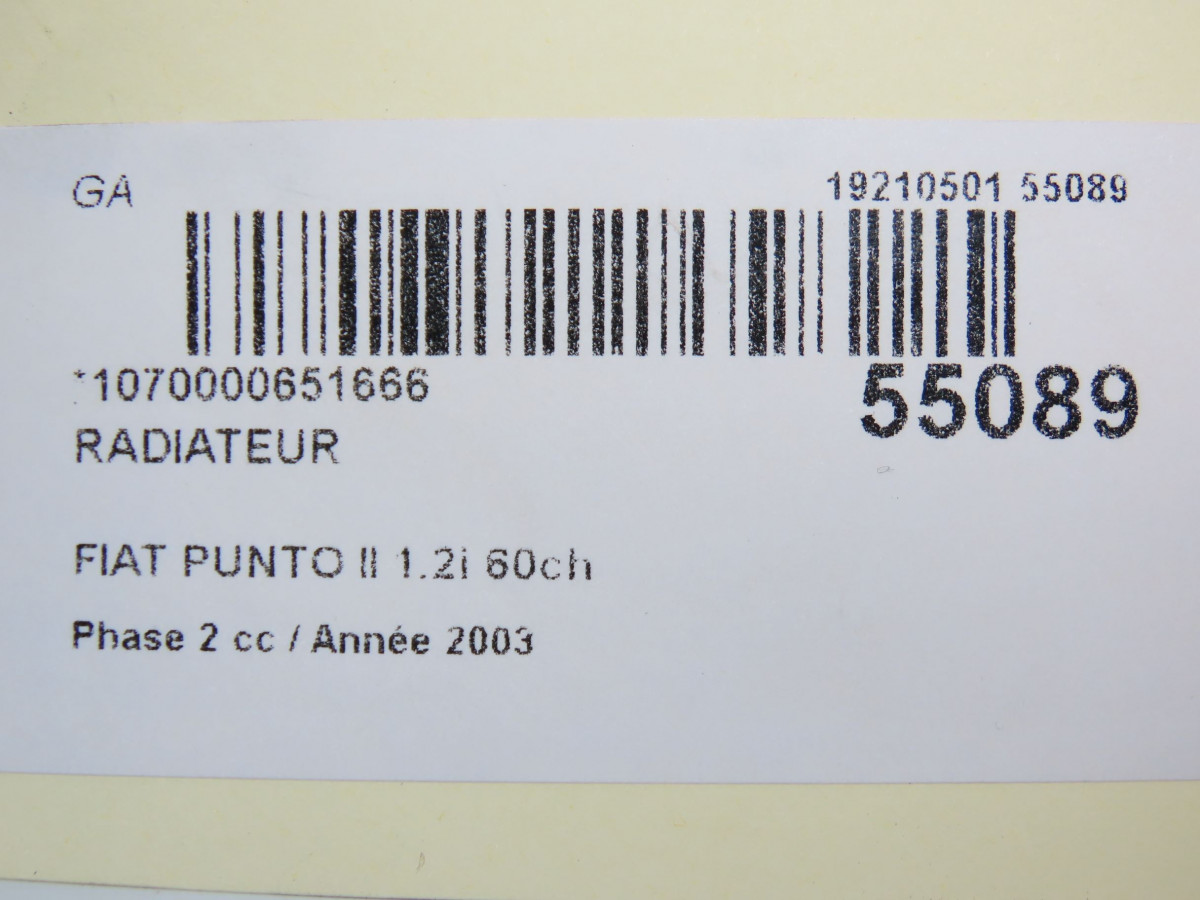 GA
19210501 55089
*1070000651666
55089
RADIATEUR
FIAT PUNTO II 1.2i 60ch
Phase 2 cc / Année 2003